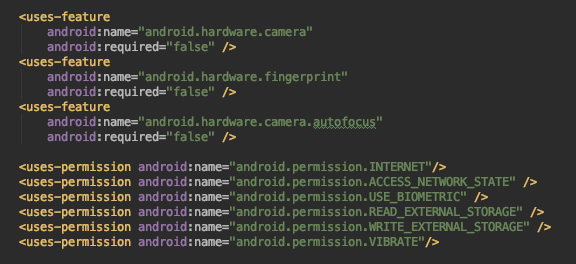 <uses-feature
android:name="android.hardware.camera"
android:required="false" />
<uses-feature
android:name="android.hardware.fingerprint"
android:required="false" />
<uses-feature
android:name="android.hardware.camera.autofocus"
android:required="false" />
<uses-permission android:name="android.permission.INTERNET"/>
<uses-permission android:name="android.permission.ACCESS_NETWORK_STATE" />
<uses-permission android:name="android.permission.USE_BIOMETRIC" />
<uses-permission android:name="android.permission.READ_EXTERNAL_STORAGE" />
<uses-permission android:name="android.permission.WRITE_EXTERNAL_STORAGE" />
<uses-permission android:name="android.permission.VIBRATE"/>